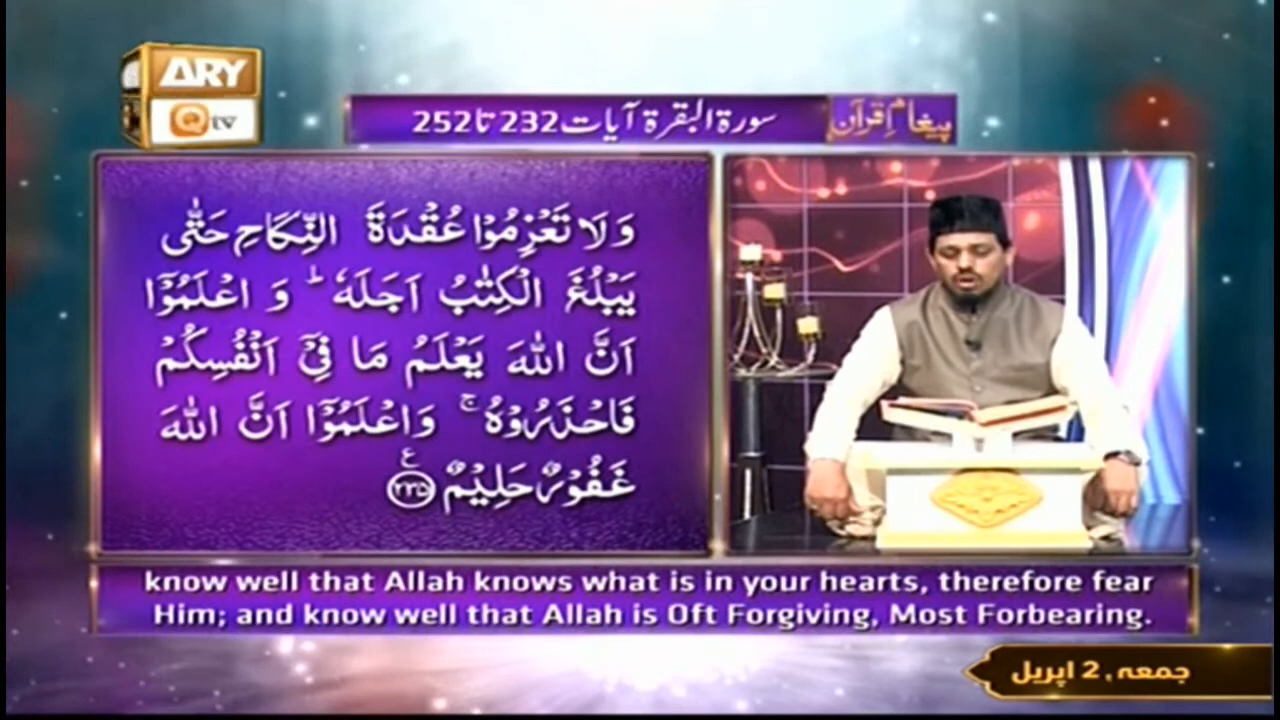 ARY
Qtv
پیغامِ قرآن
سورۃ البقرۃ آیات 232 تا 252
وَلَا تَعۡزِمُوۡا عُقۡدَةَ النِّکَاحِ حَتّٰى
يَبۡلُغَ الۡكِتٰبُ اَجَلَهٗ ؕ وَ اعۡلَمُوۡٓا
اَنَّ اللّٰهَ يَعۡلَمُ مَا فِىۡٓ اَنۡفُسِكُمۡ
فَاحۡذَرُوۡهُ ۚ وَاعۡلَمُوۡٓا اَنَّ اللّٰهَ
غَفُوۡرٌ حَلِيۡمٌ ﴿۲۳۵﴾ ع
know well that Allah knows what is in your hearts, therefore fear
Him; and know well that Allah is Oft Forgiving, Most Forbearing.
جمعہ، 2 اپریل